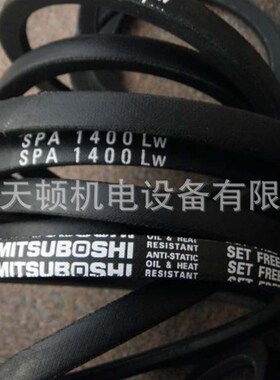 SPA 1400 Lw
SPA 1400 Lw
天顿机电设备有限
MITSUBOSHI OIL & HEAT RESISTANT SET FREE
MITSUBOSHI ANTI-STATIC OIL & HEAT RESISTANT SET FREE